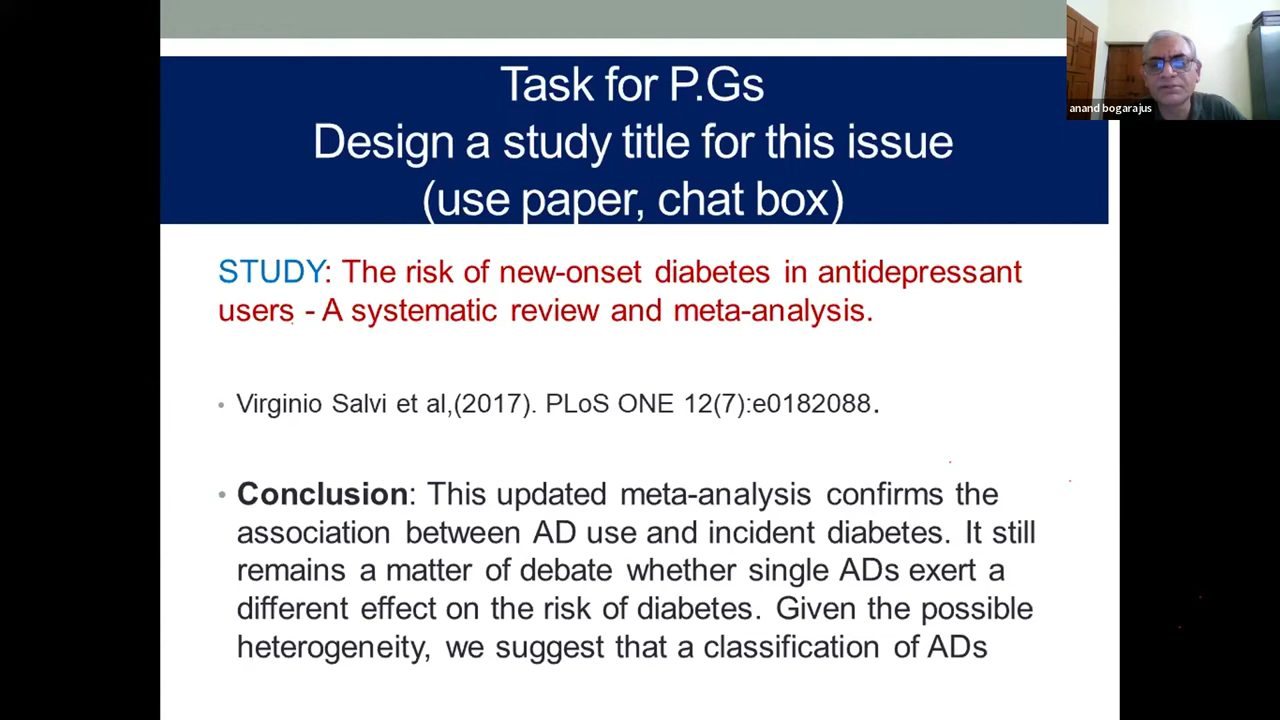 Task for P.Gs
Design a study title for this issue
(use paper, chat box)
anand bogarajus
STUDY: The risk of new-onset diabetes in antidepressant
users - A systematic review and meta-analysis.
• Virginio Salvi et al,(2017). PLoS ONE 12(7):e0182088.
• Conclusion: This updated meta-analysis confirms the
association between AD use and incident diabetes. It still
remains a matter of debate whether single ADs exert a
different effect on the risk of diabetes. Given the possible
heterogeneity, we suggest that a classification of ADs